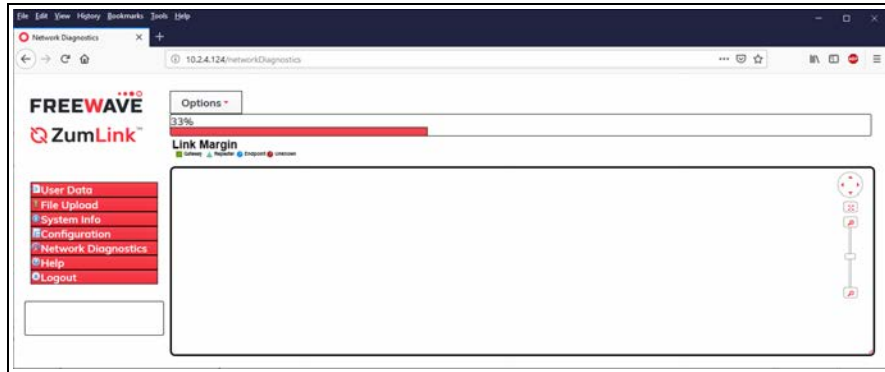 File Edit View History Bookmarks Tools Help
Network Diagnostics
10.2.4.124/networkDiagnostics
FREEWAVE
ZumLink
Options
33%
Link Margin
Gateway Repeater Endpoint Unknown
User Data
File Upload
System Info
Configuration
Network Diagnostics
Help
Logout